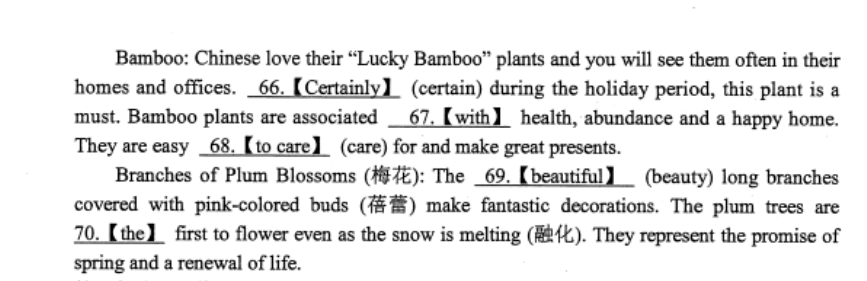 Bamboo: Chinese love their “Lucky Bamboo” plants and you will see them often in their
homes and offices. 66.【Certainly】 (certain) during the holiday period, this plant is a
must. Bamboo plants are associated 67.【with】 health, abundance and a happy home.
They are easy 68.【to care】 (care) for and make great presents.
Branches of Plum Blossoms (梅花): The 69.【beautiful】 (beauty) long branches
covered with pink-colored buds (蓓蕾) make fantastic decorations. The plum trees are
70.【the】 first to flower even as the snow is melting (融化). They represent the promise of
spring and a renewal of life.